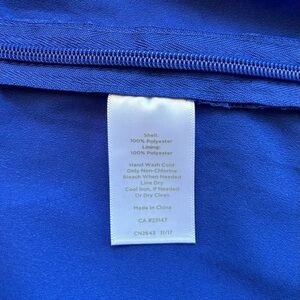 Shell:
100% Polyester
Lining:
100% Polyester
Hand Wash Cold
Only Non-Chlorine
Bleach When Needed
Line Dry
Cool Iron, If Needed
Or Dry Clean
Made In China
CA #23147
CN2643 11/17